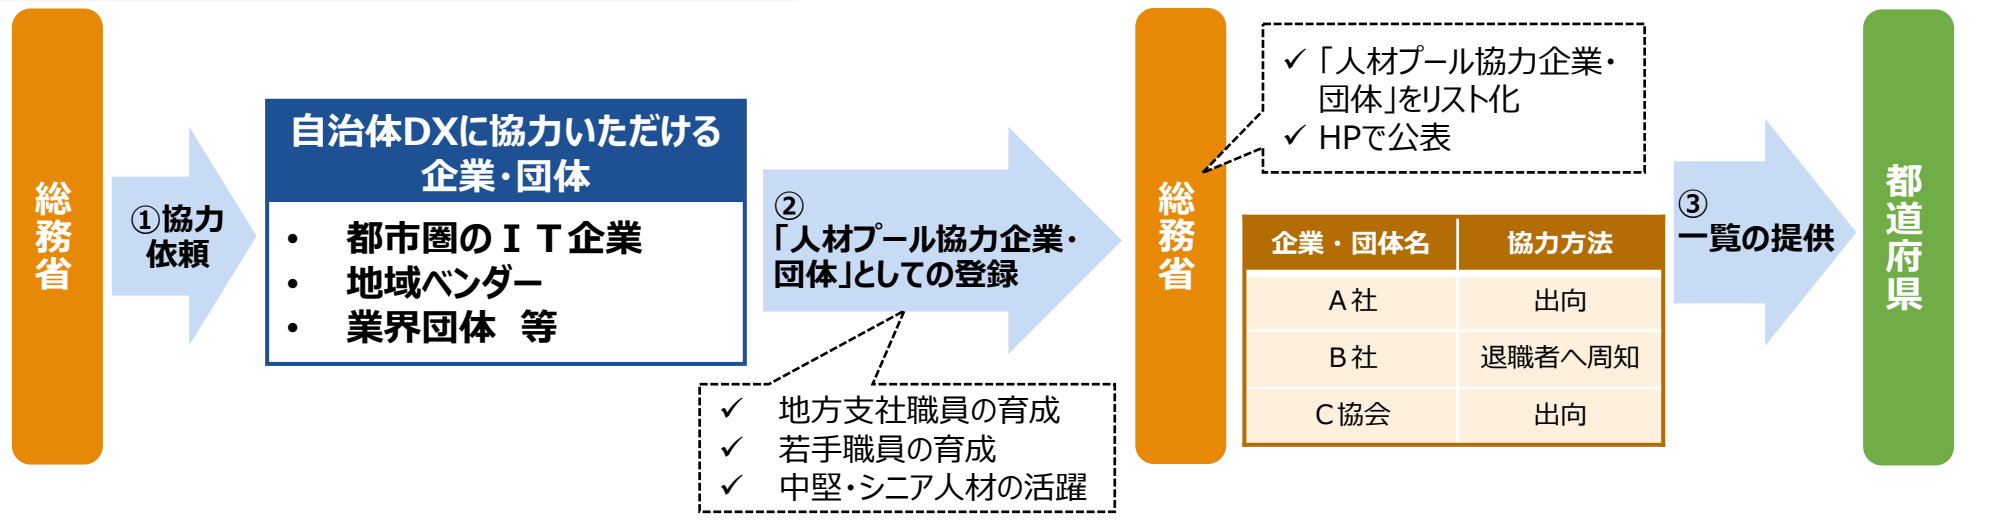 総務省
①協力
依頼
自治体DXに協力いただける
企業・団体
• 都市圏のＩＴ企業
• 地域ベンダー
• 業界団体 等
②
「人材プール協力企業・
団体」としての登録
✓ 地方支社職員の育成
✓ 若手職員の育成
✓ 中堅・シニア人材の活躍
総務省
✓ 「人材プール協力企業・
団体」をリスト化
✓ HPで公表
企業・団体名 協力方法
Ａ社 出向
Ｂ社 退職者へ周知
Ｃ協会 出向
③
一覧の提供
都道府県